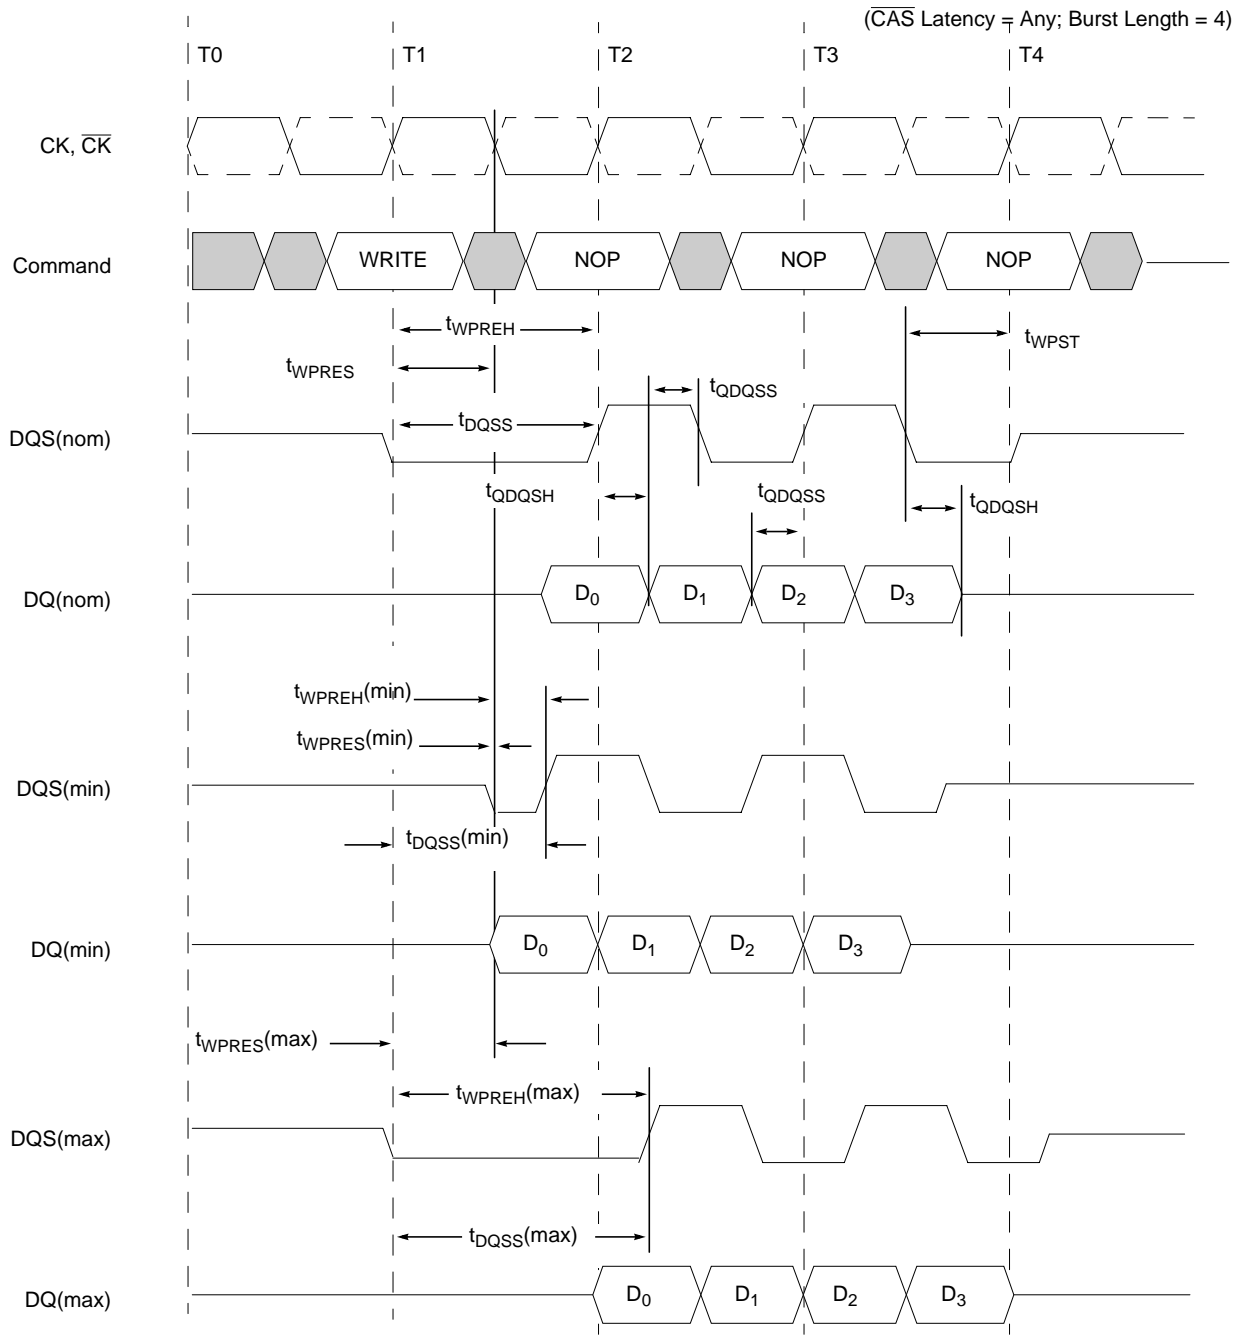 (C̅A̅S̅ Latency = Any; Burst Length = 4)
T0 T1 T2 T3 T4
CK, C̅K̅
Command WRITE NOP NOP NOP
tWPREH
tWPRES
tWPST
tQDQSS
DQS(nom) tDQSS
tQDQSH tQDQSS tQDQSH
DQ(nom) D0 D1 D2 D3
tWPREH(min)
tWPRES(min)
DQS(min)
tDQSS(min)
DQ(min) D0 D1 D2 D3
tWPRES(max)
tWPREH(max)
DQS(max)
tDQSS(max)
DQ(max) D0 D1 D2 D3